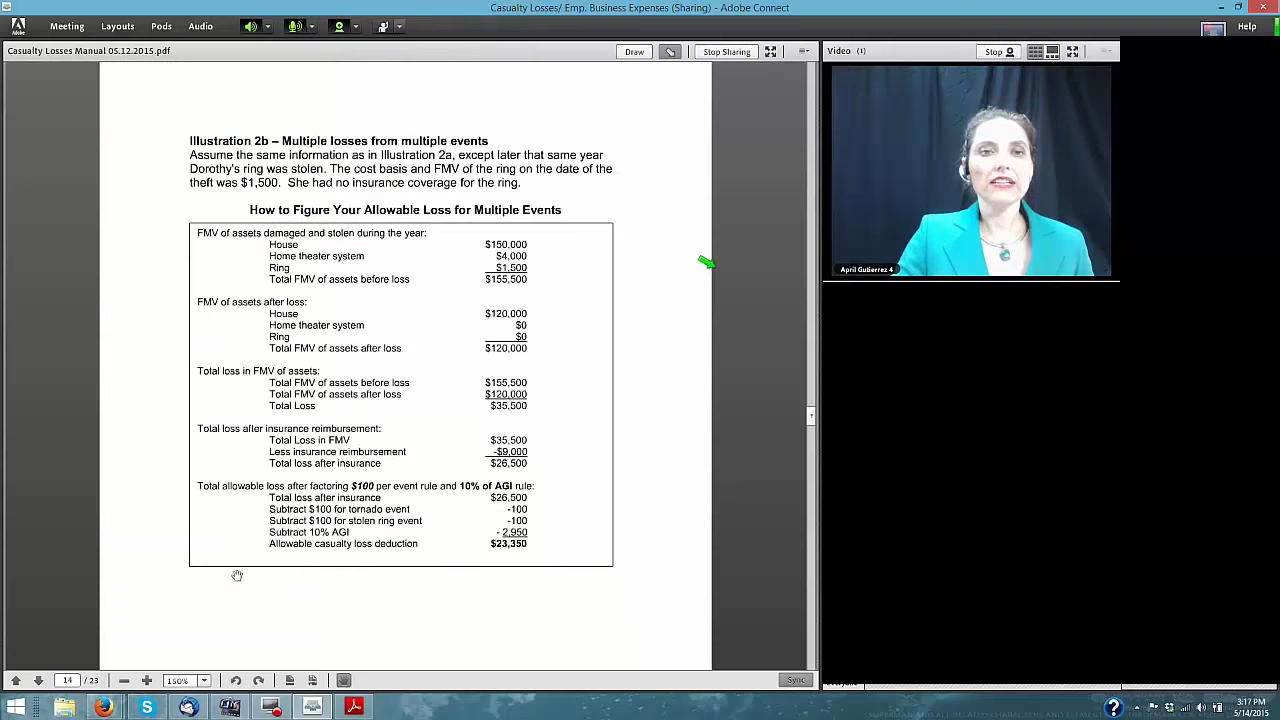 Casualty Losses/ Emp. Business Expenses (Sharing) - Adobe Connect
Adobe Meeting Layouts Pods Audio Help
Casualty Losses Manual 05.12.2015.pdf Draw Stop Sharing Video (1) Stop
Illustration 2b – Multiple losses from multiple events
Assume the same information as in Illustration 2a, except later that same year
Dorothy's ring was stolen. The cost basis and FMV of the ring on the date of the
theft was $1,500. She had no insurance coverage for the ring.
How to Figure Your Allowable Loss for Multiple Events
FMV of assets damaged and stolen during the year:
House $150,000
Home theater system $4,000
Ring $1,500
Total FMV of assets before loss $155,500
FMV of assets after loss:
House $120,000
Home theater system $0
Ring $0
Total FMV of assets after loss $120,000
Total loss in FMV of assets:
Total FMV of assets before loss $155,500
Total FMV of assets after loss $120,000
Total Loss $35,500
Total loss after insurance reimbursement:
Total Loss in FMV $35,500
Less insurance reimbursement -$9,000
Total loss after insurance $26,500
Total allowable loss after factoring $100 per event rule and 10% of AGI rule:
Total loss after insurance $26,500
Subtract $100 for tornado event -100
Subtract $100 for stolen ring event -100
Subtract 10% AGI - 2,950
Allowable casualty loss deduction $23,350
April Gutierrez 4
14 / 23 150% Sync
3:17 PM
5/14/2015